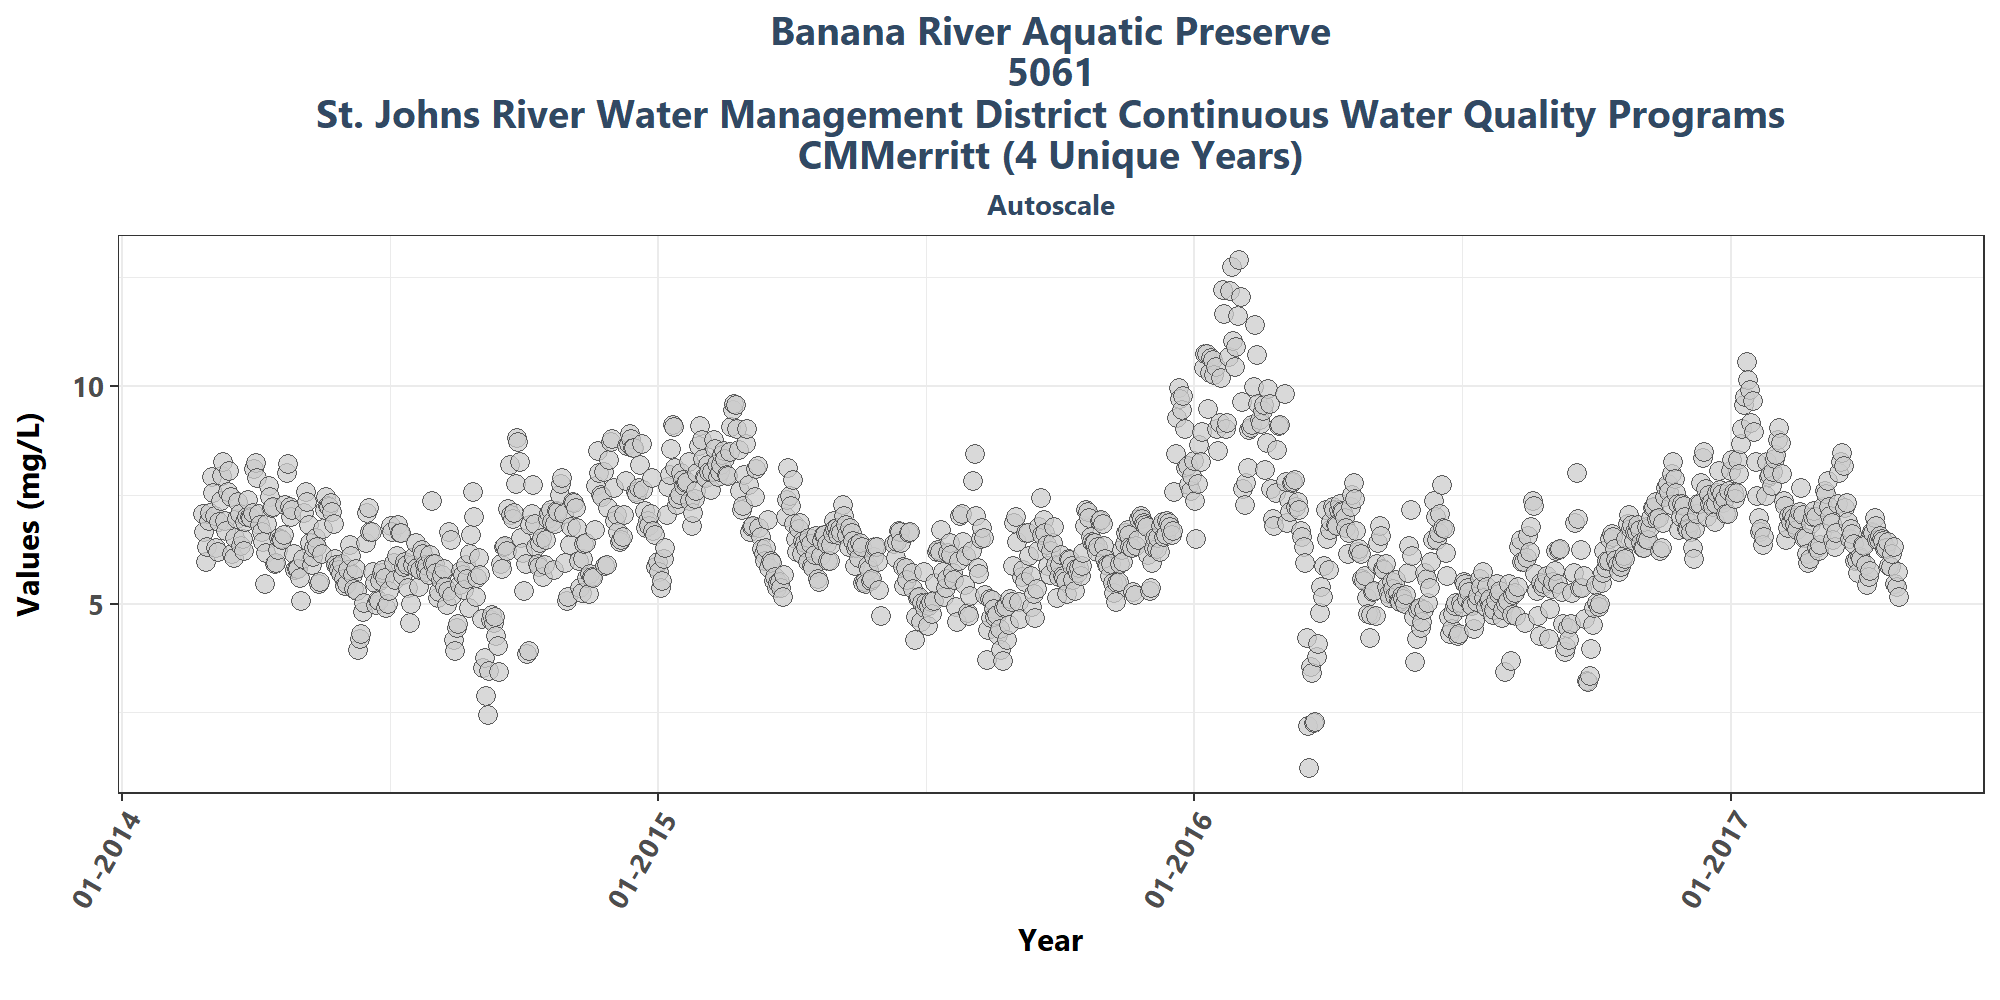 Banana River Aquatic Preserve
5061
St. Johns River Water Management District Continuous Water Quality Programs
CMMerritt (4 Unique Years)
Autoscale
Values (mg/L)
10
5
01-2014
01-2015
01-2016
01-2017
Year